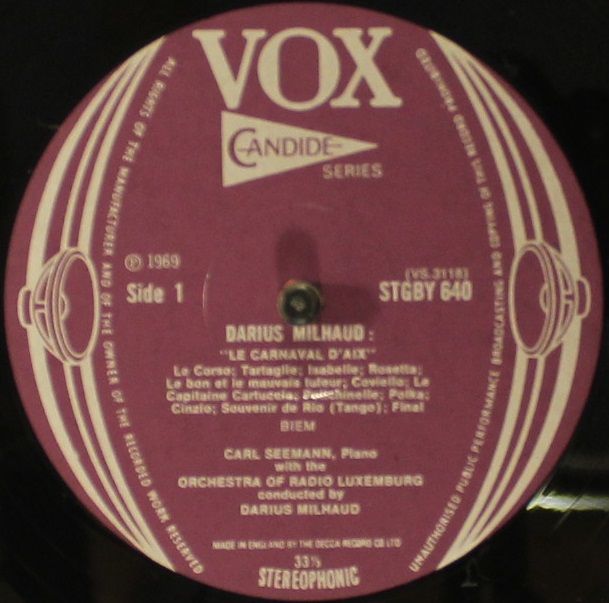 VOX
CANDIDE
SERIES
ALL RIGHTS OF THE MANUFACTURER AND OF THE OWNER OF THE RECORDED WORK RESERVED
UNAUTHORISED PUBLIC PERFORMANCE BROADCASTING AND COPYING OF THIS RECORD PROHIBITED
℗ 1969
Side 1
(VS.3118)
STGBY 640
DARIUS MILHAUD :
"LE CARNAVAL D'AIX"
Le Corso; Tartaglie; Isabelle; Rosetta;
Le bon et le mauvais tuteur; Coviello; Le
Capitaine Cartuccia; Polichinelle; Polka;
Cinzio; Souvenir de Rio (Tango); Final
BIEM
CARL SEEMANN, Piano
with the
ORCHESTRA OF RADIO LUXEMBURG
conducted by
DARIUS MILHAUD
MADE IN ENGLAND BY THE DECCA RECORD CO LTD
33⅓
STEREOPHONIC